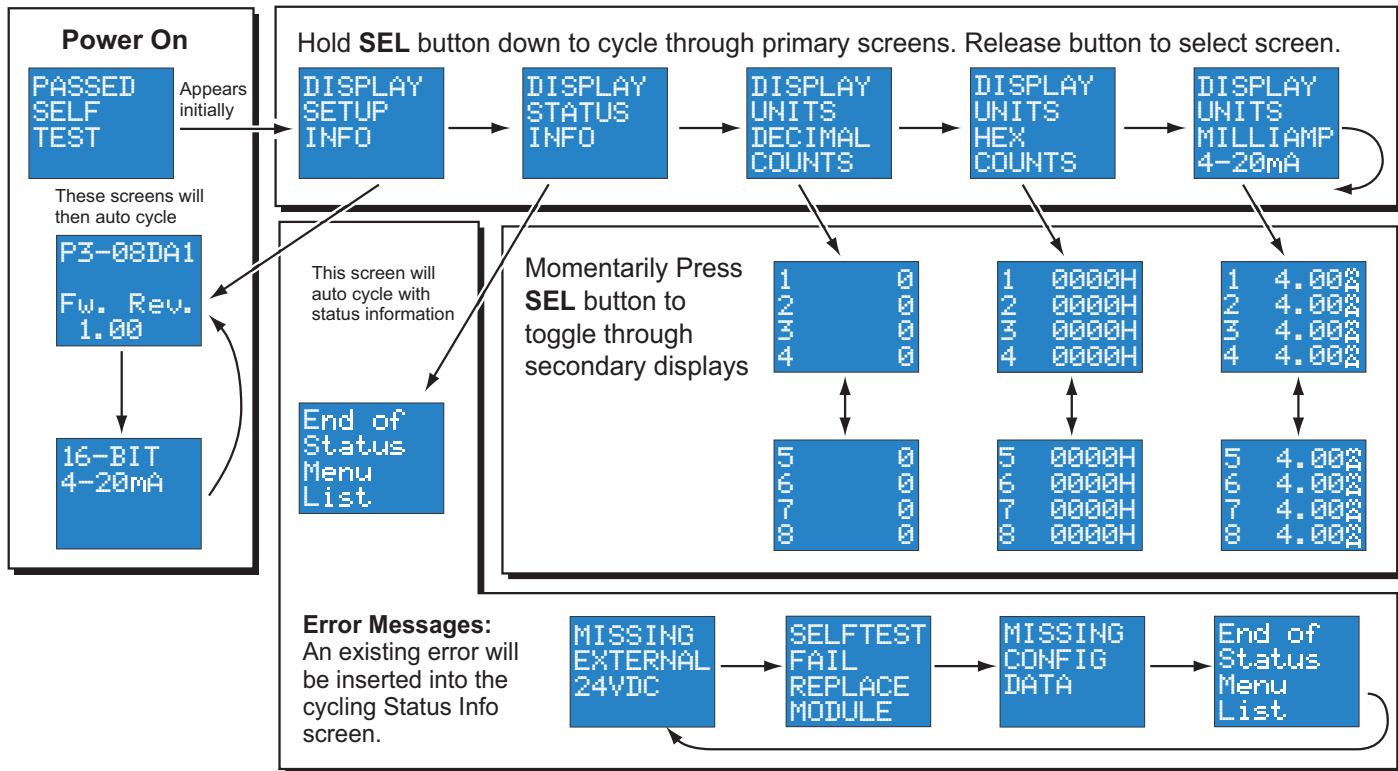 Power On
PASSED
SELF
TEST
Appears
initially
These screens will
then auto cycle
P3-08DA1
Fw. Rev.
1.00
16-BIT
4-20mA
Hold SEL button down to cycle through primary screens. Release button to select screen.
DISPLAY
SETUP
INFO
DISPLAY
STATUS
INFO
DISPLAY
UNITS
DECIMAL
COUNTS
DISPLAY
UNITS
HEX
COUNTS
DISPLAY
UNITS
MILLIAMP
4-20mA
This screen will
auto cycle with
status information
End of
Status
Menu
List
Momentarily Press
SEL button to
toggle through
secondary displays
1 0
2 0
3 0
4 0
5 0
6 0
7 0
8 0
1 0000H
2 0000H
3 0000H
4 0000H
5 0000H
6 0000H
7 0000H
8 0000H
1 4.00
2 4.00
3 4.00
4 4.00
5 4.00
6 4.00
7 4.00
8 4.00
Error Messages:
An existing error will
be inserted into the
cycling Status Info
screen.
MISSING
EXTERNAL
24VDC
SELFTEST
FAIL
REPLACE
MODULE
MISSING
CONFIG
DATA
End of
Status
Menu
List